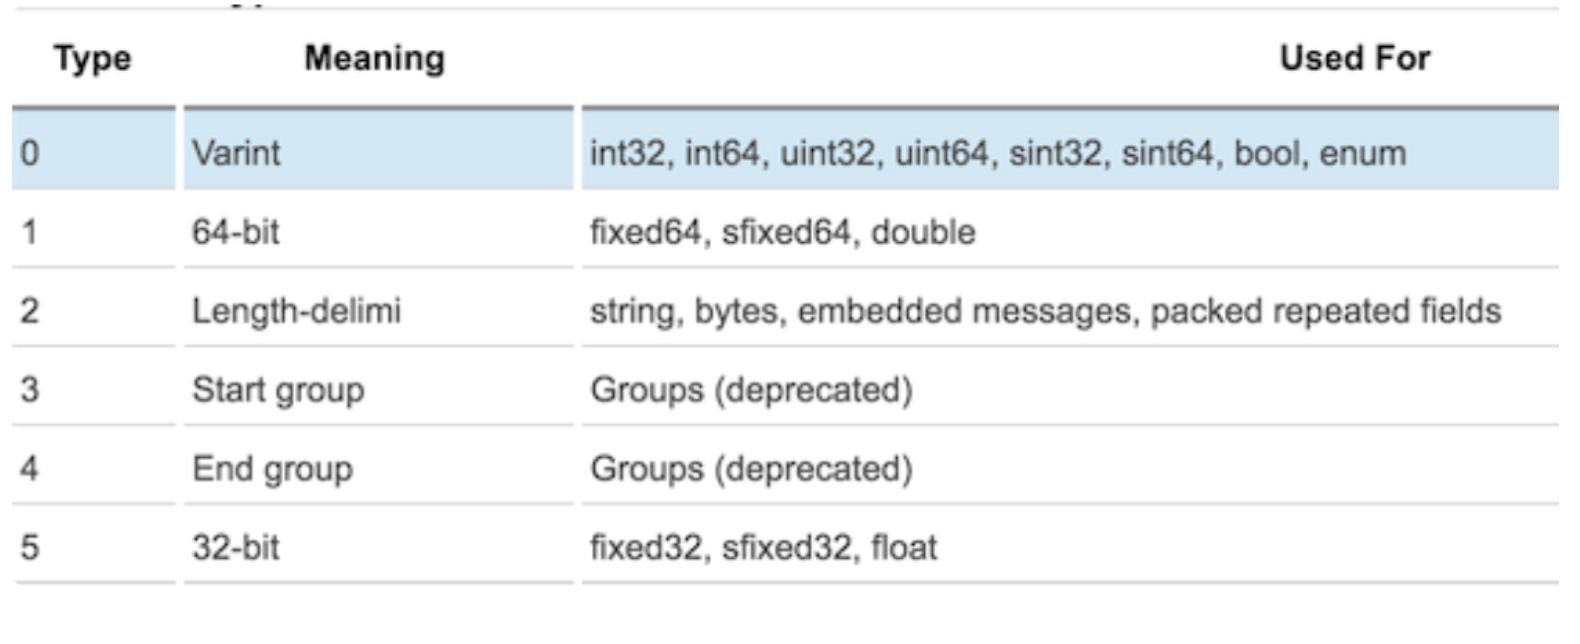 Type Meaning Used For
0 Varint int32, int64, uint32, uint64, sint32, sint64, bool, enum
1 64-bit fixed64, sfixed64, double
2 Length-delimi string, bytes, embedded messages, packed repeated fields
3 Start group Groups (deprecated)
4 End group Groups (deprecated)
5 32-bit fixed32, sfixed32, float